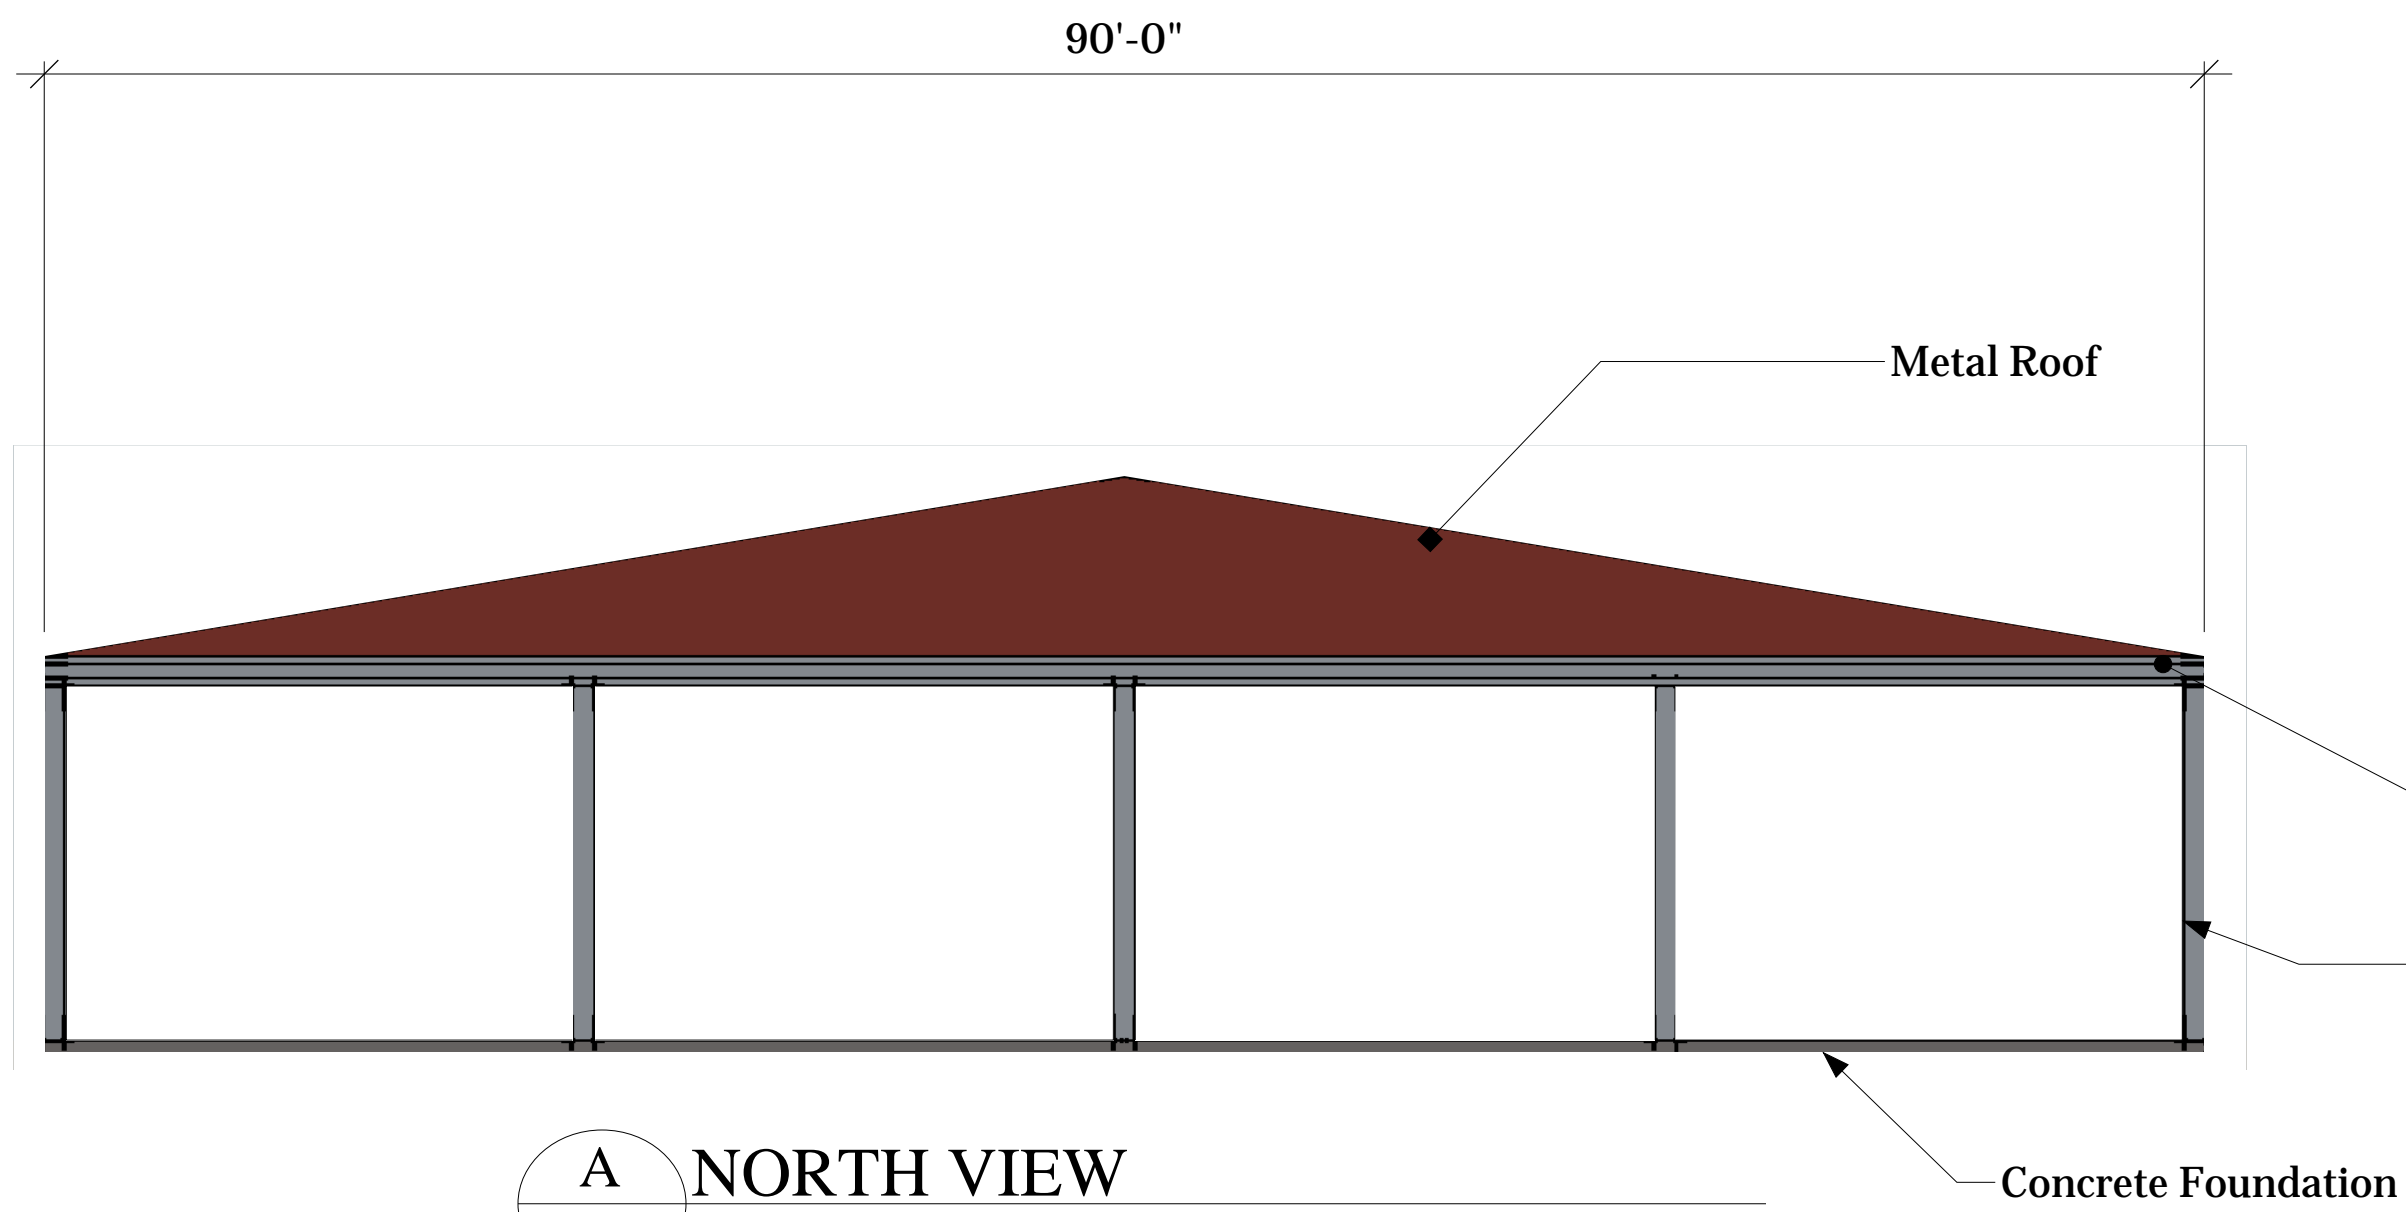 90'-0"
Metal Roof
Concrete Foundation
A
NORTH VIEW